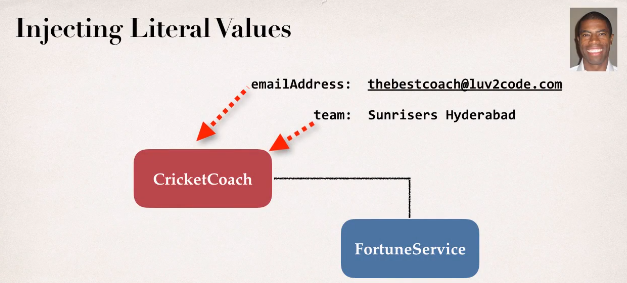 Injecting Literal Values
emailAddress: thebestcoach@luv2code.com
team: Sunrisers Hyderabad
CricketCoach
FortuneService